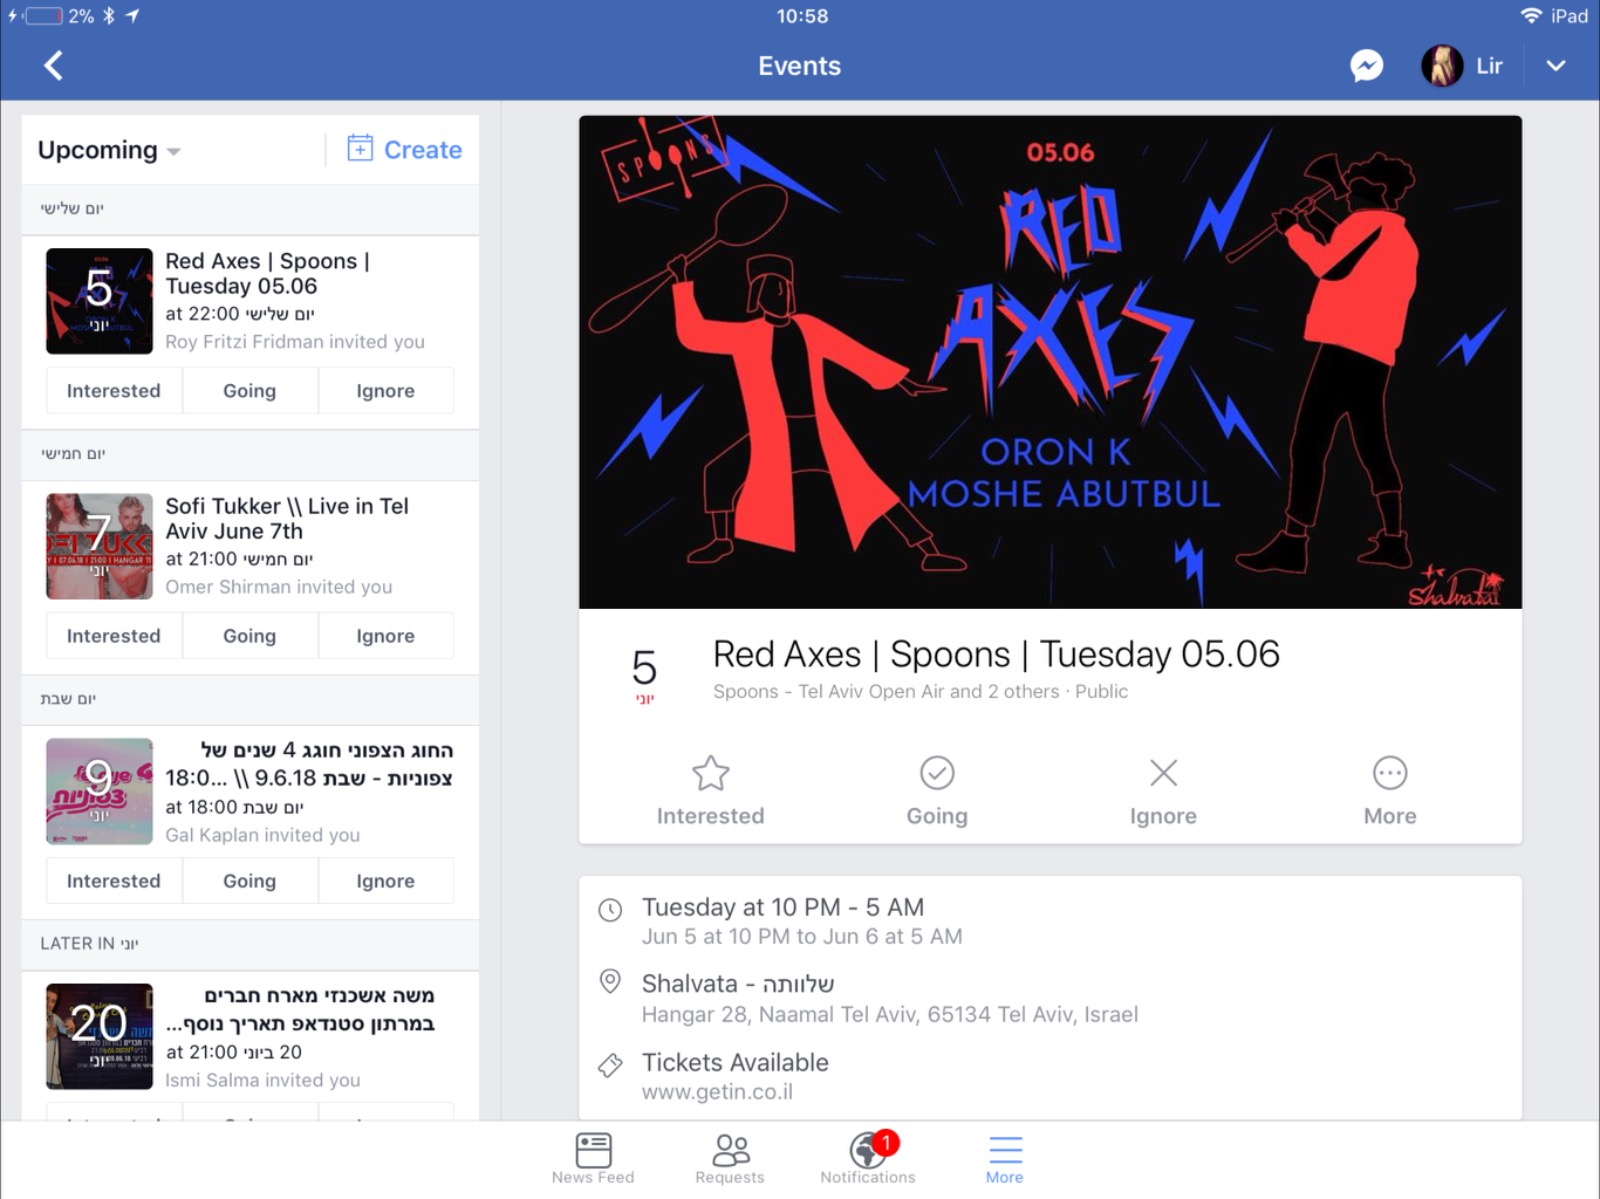 2%
10:58
iPad
Events
Lir
Upcoming
Create
יום שלישי
5
יוני
Red Axes | Spoons |
Tuesday 05.06
יום שלישי at 22:00
Roy Fritzi Fridman invited you
Interested
Going
Ignore
יום חמישי
7
יוני
Sofi Tukker \\ Live in Tel
Aviv June 7th
יום חמישי at 21:00
Omer Shirman invited you
Interested
Going
Ignore
יום שבת
9
יוני
החוג הצפוני חוגג 4 שנים של
צפוניות - שבת 9.6.18 \\ 18:0...
יום שבת at 18:00
Gal Kaplan invited you
Interested
Going
Ignore
LATER IN יוני
20
יוני
משה אשכנזי מארח חברים
במרתון סטנדאפ תאריך נוסף...
20 ביוני at 21:00
Ismi Salma invited you
SPOONS
05.06
RED
AXES
ORON K
MOSHE ABUTBUL
Shalvata
5
יוני
Red Axes | Spoons | Tuesday 05.06
Spoons - Tel Aviv Open Air and 2 others · Public
Interested
Going
Ignore
More
Tuesday at 10 PM - 5 AM
Jun 5 at 10 PM to Jun 6 at 5 AM
Shalvata - שלוותה
Hangar 28, Naamal Tel Aviv, 65134 Tel Aviv, Israel
Tickets Available
www.getin.co.il
News Feed
Requests
1
Notifications
More